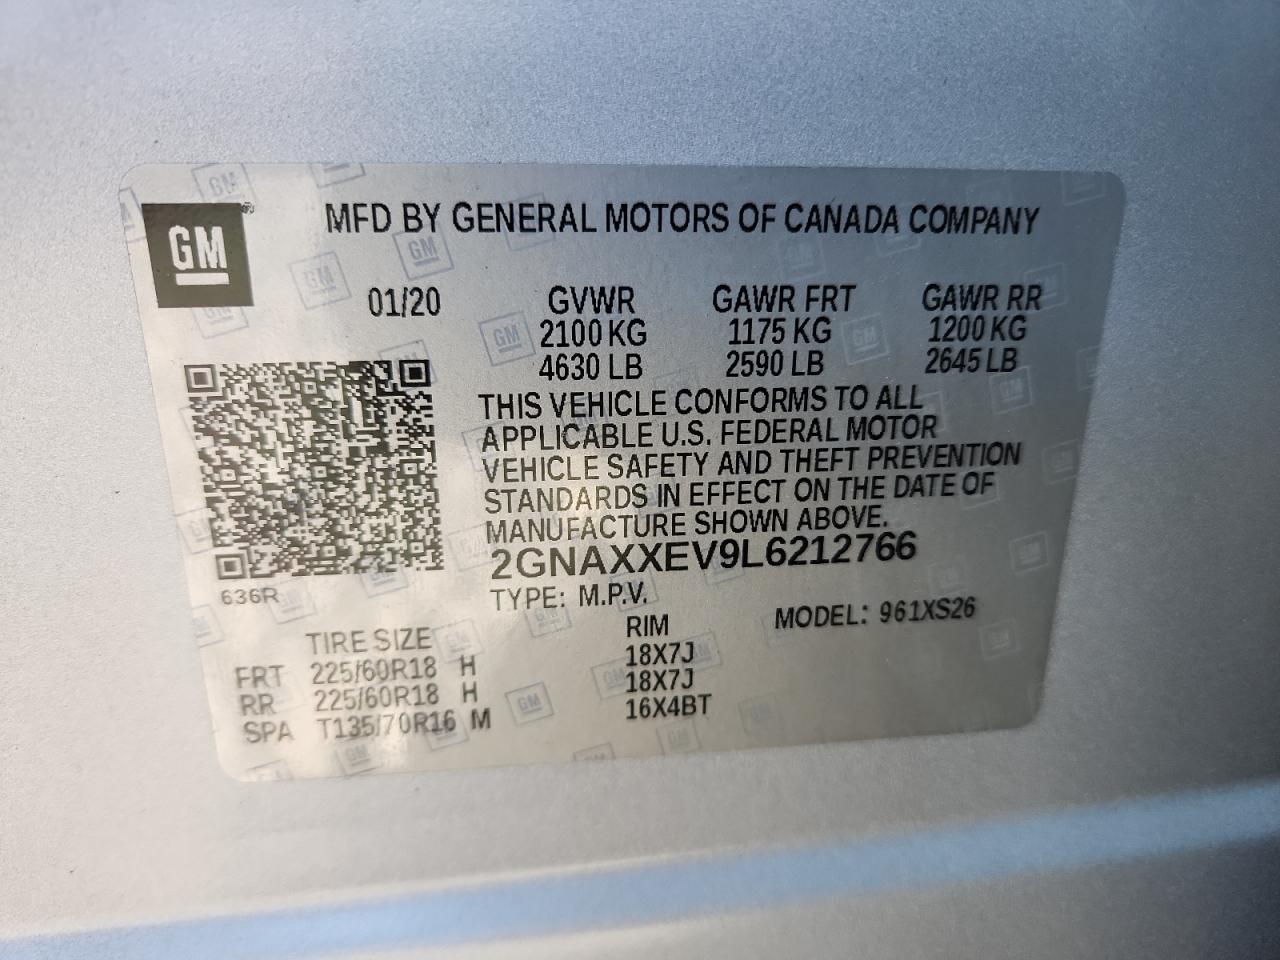 GM
MFD BY GENERAL MOTORS OF CANADA COMPANY
01/20 GVWR GAWR FRT GAWR RR
2100 KG 1175 KG 1200 KG
4630 LB 2590 LB 2645 LB
THIS VEHICLE CONFORMS TO ALL
APPLICABLE U.S. FEDERAL MOTOR
VEHICLE SAFETY AND THEFT PREVENTION
STANDARDS IN EFFECT ON THE DATE OF
MANUFACTURE SHOWN ABOVE.
2GNAXXEV9L6212766
636R
TYPE: M.P.V. MODEL: 961XS26
TIRE SIZE RIM
FRT 225/60R18 H 18X7J
RR 225/60R18 H 18X7J
SPA T135/70R16 M 16X4BT